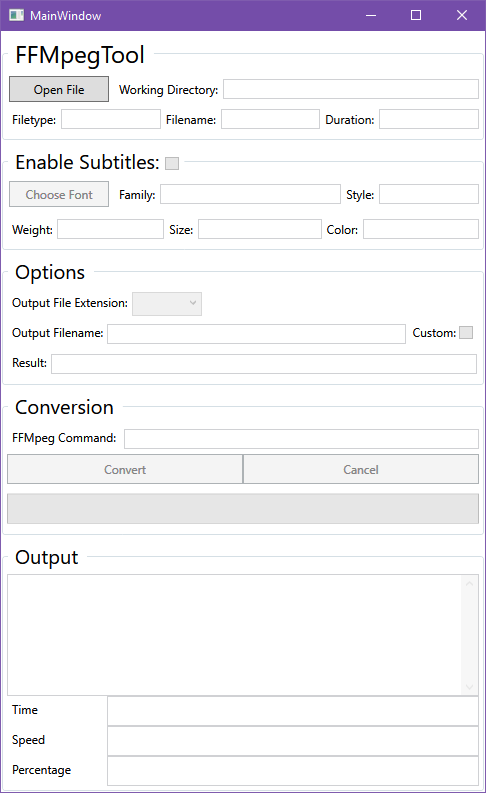 MainWindow
FFMpegTool
Open File Working Directory:
Filetype: Filename: Duration:
Enable Subtitles:
Choose Font Family: Style:
Weight: Size: Color:
Options
Output File Extension:
Output Filename: Custom:
Result:
Conversion
FFMpeg Command:
Convert Cancel
Output
Time
Speed
Percentage